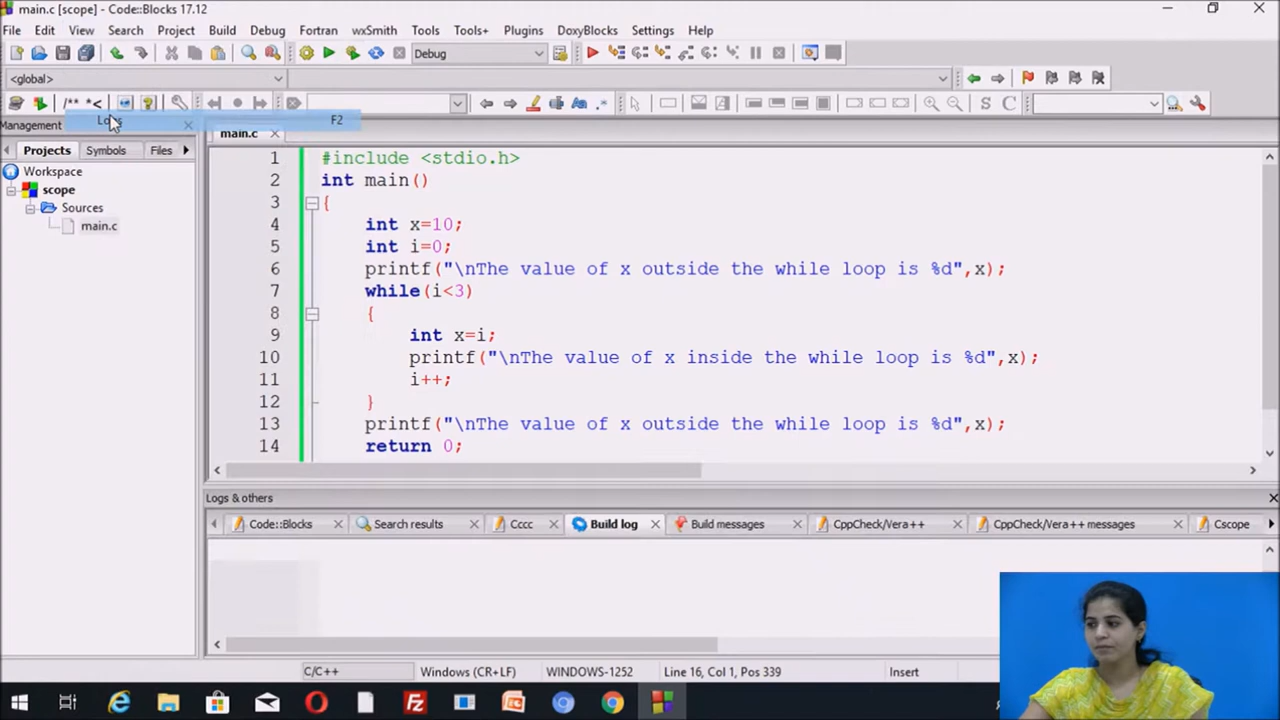 main.c [scope] - Code::Blocks 17.12
File Edit View Search Project Build Debug Fortran wxSmith Tools Tools+ Plugins DoxyBlocks Settings Help
Debug
<global>
/** *<
Logs F2
Management
main.c
Projects Symbols Files
Workspace
scope
Sources
main.c
1 #include <stdio.h>
2 int main()
3 {
4 int x=10;
5 int i=0;
6 printf("\nThe value of x outside the while loop is %d",x);
7 while(i<3)
8 {
9 int x=i;
10 printf("\nThe value of x inside the while loop is %d",x);
11 i++;
12 }
13 printf("\nThe value of x outside the while loop is %d",x);
14 return 0;
Logs & others
Code::Blocks Search results Cccc Build log Build messages CppCheck/Vera++ CppCheck/Vera++ messages Cscope
C/C++ Windows (CR+LF) WINDOWS-1252 Line 16, Col 1, Pos 339 Insert